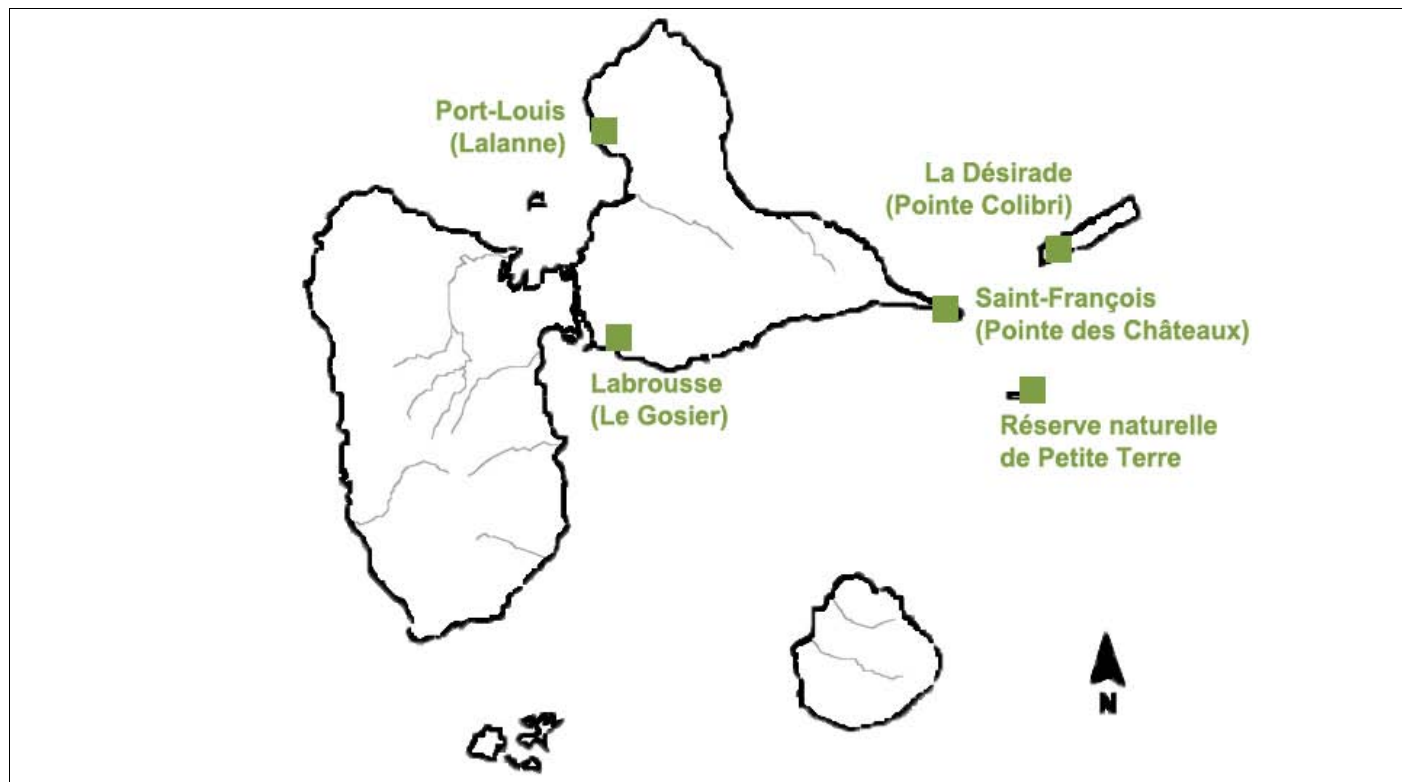 Port-Louis
(Lalanne)
La Désirade
(Pointe Colibri)
Saint-François
(Pointe des Châteaux)
Labrousse
(Le Gosier)
Réserve naturelle
de Petite Terre
N